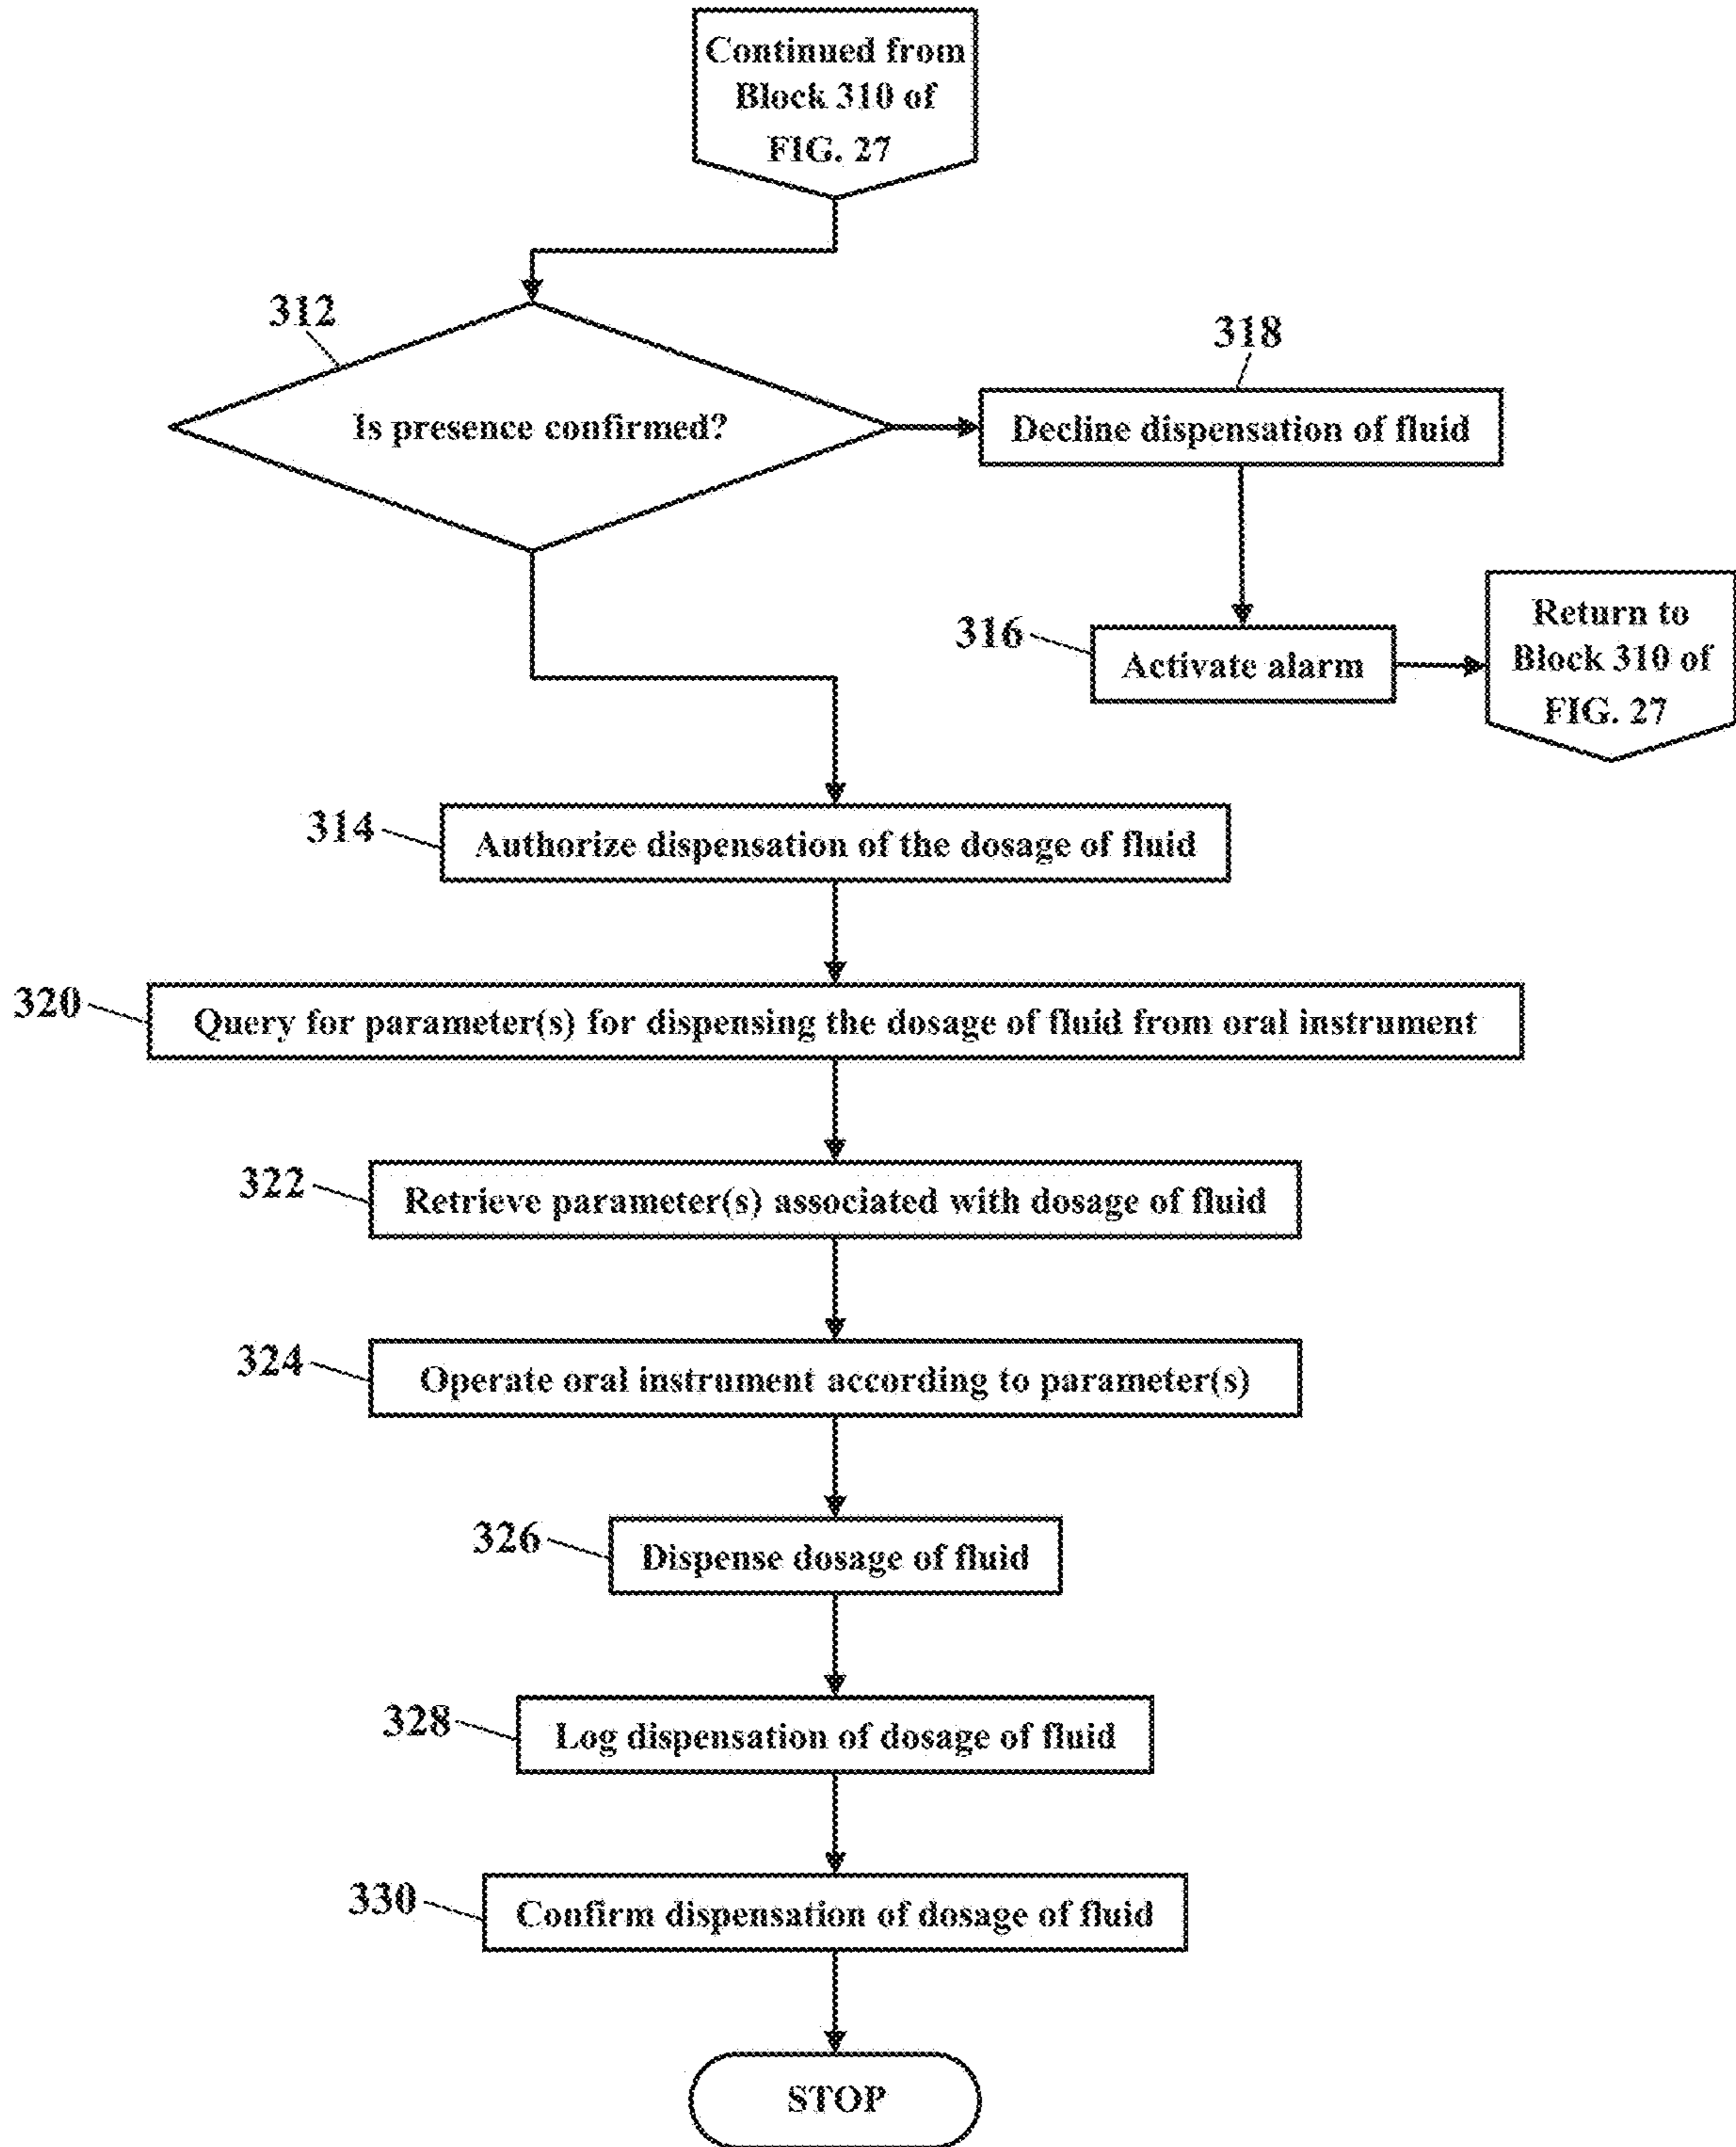 Continued from
Block 310 of
FIG. 27
312
Is presence confirmed?
318
Decline dispensation of fluid
316
Activate alarm
Return to
Block 310 of
FIG. 27
314
Authorize dispensation of the dosage of fluid
320
Query for parameter(s) for dispensing the dosage of fluid from oral instrument
322
Retrieve parameter(s) associated with dosage of fluid
324
Operate oral instrument according to parameter(s)
326
Dispense dosage of fluid
328
Log dispensation of dosage of fluid
330
Confirm dispensation of dosage of fluid
STOP